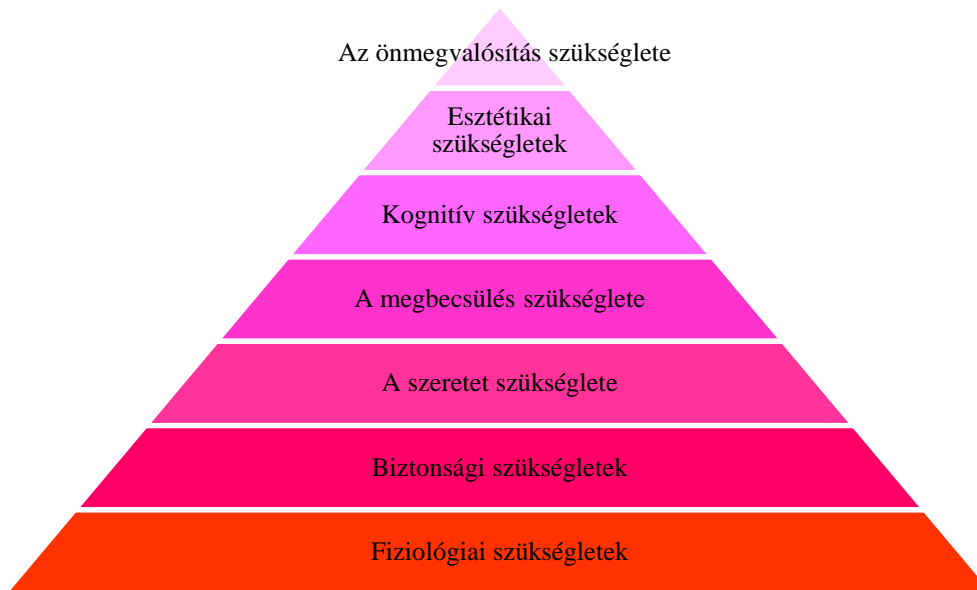 Az önmegvalósítás szükséglete
Esztétikai
szükségletek
Kognitív szükségletek
A megbecsülés szükséglete
A szeretet szükséglete
Biztonsági szükségletek
Fiziológiai szükségletek